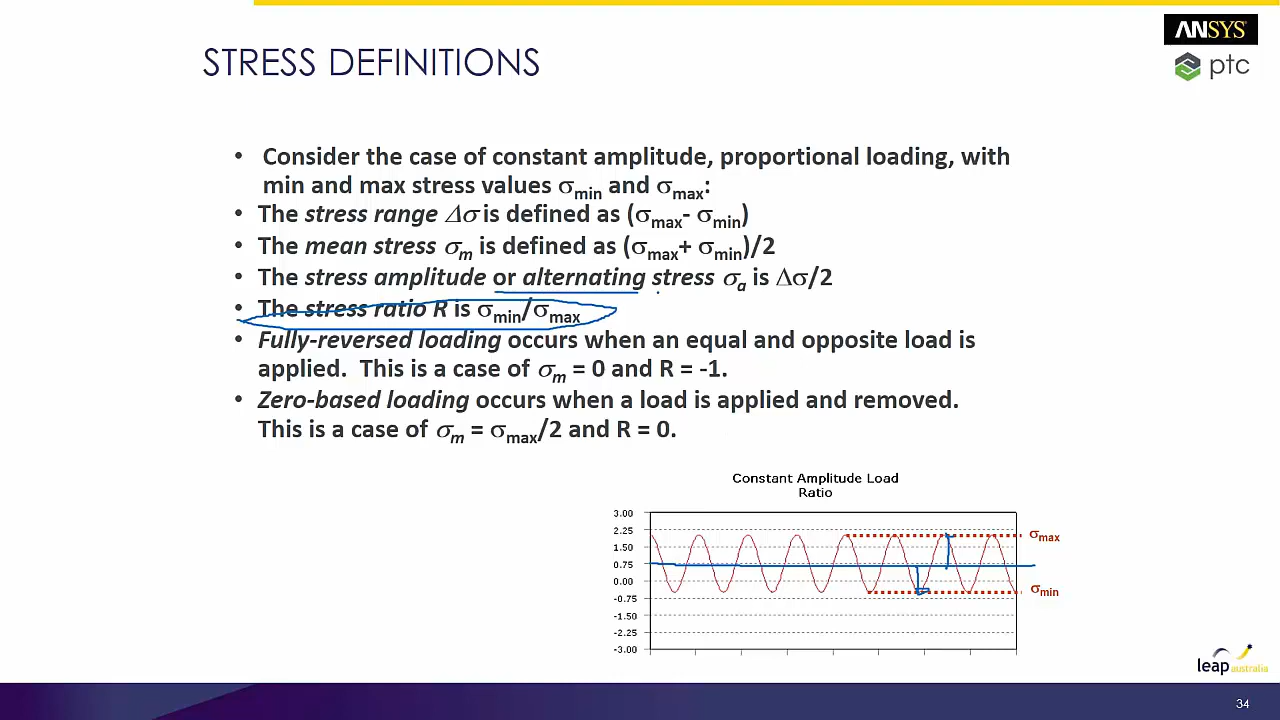 ANSYS
ptc
STRESS DEFINITIONS
• Consider the case of constant amplitude, proportional loading, with
min and max stress values σmin and σmax:
• The stress range Δσ is defined as (σmax- σmin)
• The mean stress σm is defined as (σmax+ σmin)/2
• The stress amplitude or alternating stress σa is Δσ/2
• The stress ratio R is σmin/σmax
• Fully-reversed loading occurs when an equal and opposite load is
applied. This is a case of σm = 0 and R = -1.
• Zero-based loading occurs when a load is applied and removed.
This is a case of σm = σmax/2 and R = 0.
Constant Amplitude Load
Ratio
3.00
2.25
1.50
0.75
0.00
-0.75
-1.50
-2.25
-3.00
σmax
σmin
leap australia
34